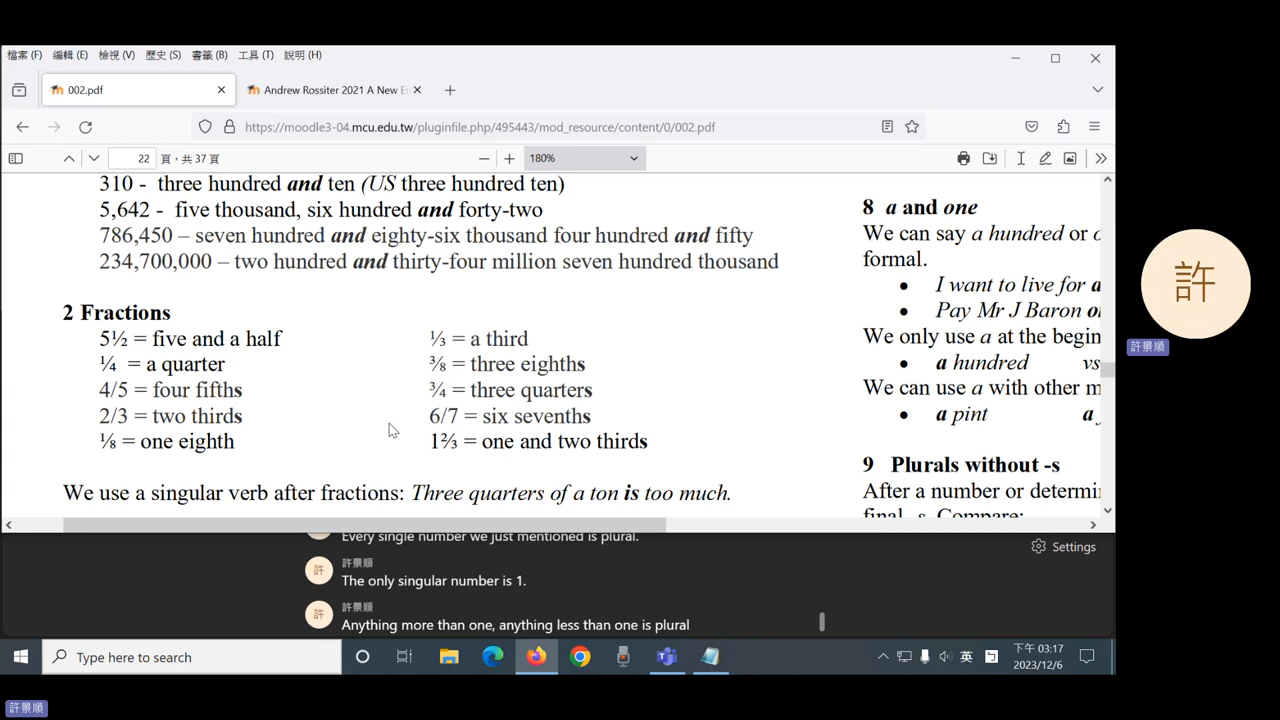 檔案 (F) 編輯 (E) 檢視 (V) 歷史 (S) 書籤 (B) 工具 (T) 說明 (H)
002.pdf
Andrew Rossiter 2021 A New E
https://moodle3-04.mcu.edu.tw/pluginfile.php/495443/mod_resource/content/0/002.pdf
22 頁，共 37 頁
180%
310 - three hundred and ten (US three hundred ten)
5,642 - five thousand, six hundred and forty-two
786,450 – seven hundred and eighty-six thousand four hundred and fifty
234,700,000 – two hundred and thirty-four million seven hundred thousand
2 Fractions
5½ = five and a half
⅓ = a third
¼ = a quarter
⅜ = three eighths
4/5 = four fifths
¾ = three quarters
2/3 = two thirds
6/7 = six sevenths
⅛ = one eighth
1⅔ = one and two thirds
We use a singular verb after fractions: Three quarters of a ton is too much.
8 a and one
We can say a hundred or o
formal.
• I want to live for a
• Pay Mr J Baron o
We only use a at the begin
• a hundred vs
We can use a with other m
• a pint a
9 Plurals without -s
After a number or determi
final -s. Compare:
Every single number we just mentioned is plural.
許景順
許 The only singular number is 1.
許景順
許 Anything more than one, anything less than one is plural
Settings
Type here to search
英
下午 03:17
2023/12/6
許
許景順
許景順